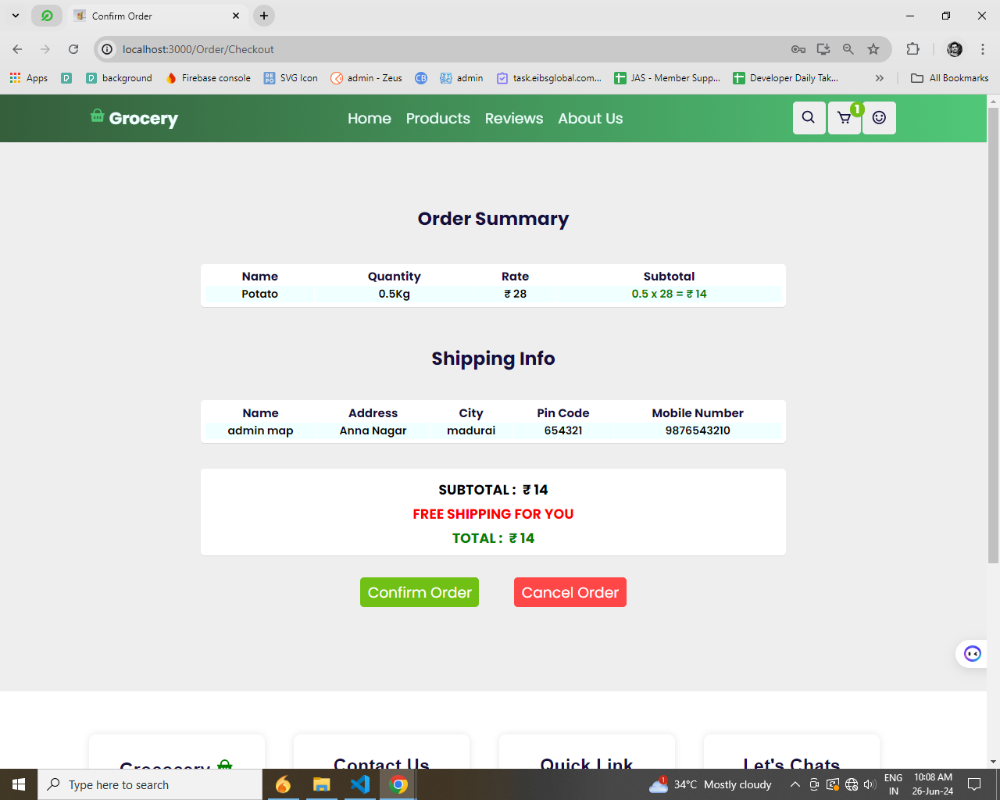 Confirm Order
localhost:3000/Order/Checkout
Apps background Firebase console SVG Icon admin - Zeus CB admin task.eibsglobal.com... JAS - Member Supp... Developer Daily Tak... All Bookmarks
Grocery Home Products Reviews About Us 1
Order Summary
Name Quantity Rate Subtotal
Potato 0.5Kg ₹ 28 0.5 x 28 = ₹ 14
Shipping Info
Name Address City Pin Code Mobile Number
admin map Anna Nagar madurai 654321 9876543210
SUBTOTAL : ₹ 14
FREE SHIPPING FOR YOU
TOTAL : ₹ 14
Confirm Order Cancel Order
Grococery Contact Us Quick Link Let's Chats
Type here to search 1 34°C Mostly cloudy ENG IN 10:08 AM 26-Jun-24